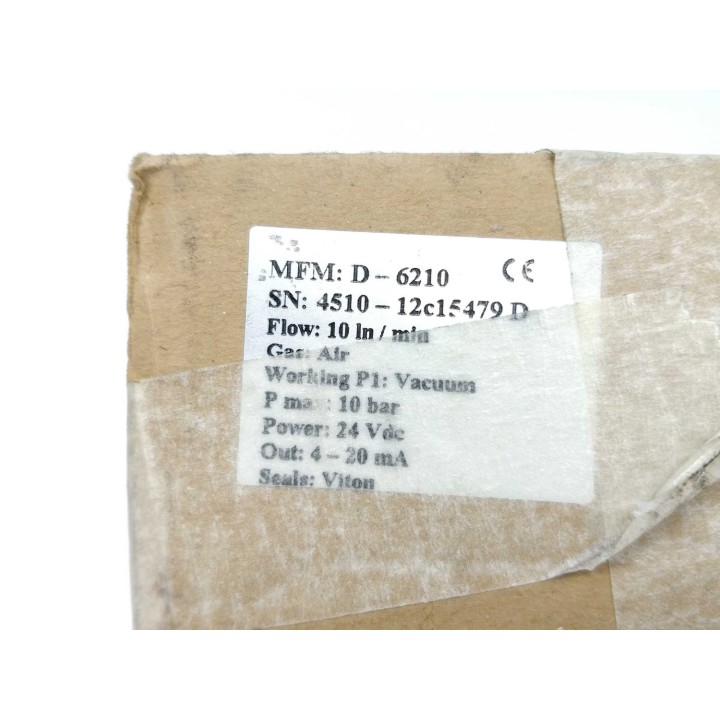 MFM: D – 6210 CE
SN: 4510 – 12c15479 D
Flow: 10 ln / min
Gas: Air
Working P1: Vacuum
P max: 10 bar
Power: 24 Vdc
Out: 4 – 20 mA
Seals: Viton